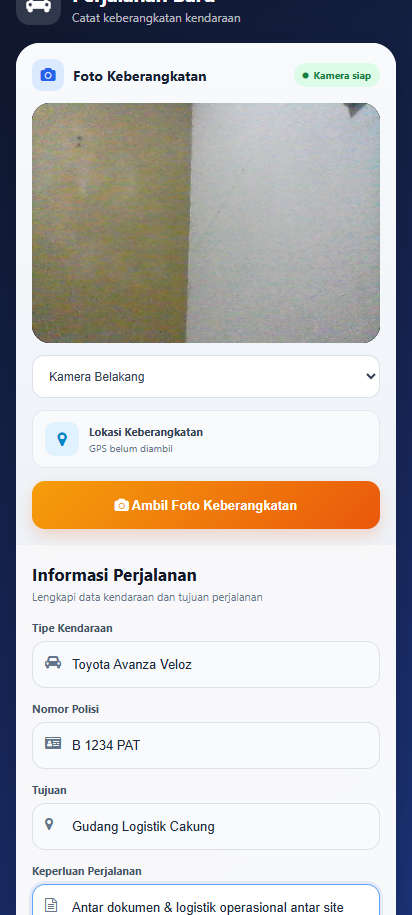 Perjalanan Baru
Catat keberangkatan kendaraan
Foto Keberangkatan
Kamera siap
Kamera Belakang
Lokasi Keberangkatan
GPS belum diambil
Ambil Foto Keberangkatan
Informasi Perjalanan
Lengkapi data kendaraan dan tujuan perjalanan
Tipe Kendaraan
Toyota Avanza Veloz
Nomor Polisi
B 1234 PAT
Tujuan
Gudang Logistik Cakung
Keperluan Perjalanan
Antar dokumen & logistik operasional antar site